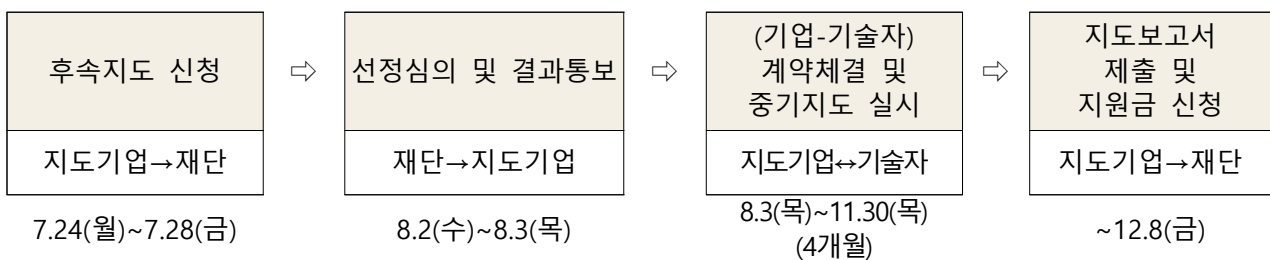 후속지도 신청
⇨
선정심의 및 결과통보
⇨
(기업-기술자)
계약체결 및
중기지도 실시
⇨
지도보고서
제출 및
지원금 신청
지도기업→재단
재단→지도기업
지도기업↔기술자
지도기업→재단
7.24(월)~7.28(금)
8.2(수)~8.3(목)
8.3(목)~11.30(목)
(4개월)
~12.8(금)